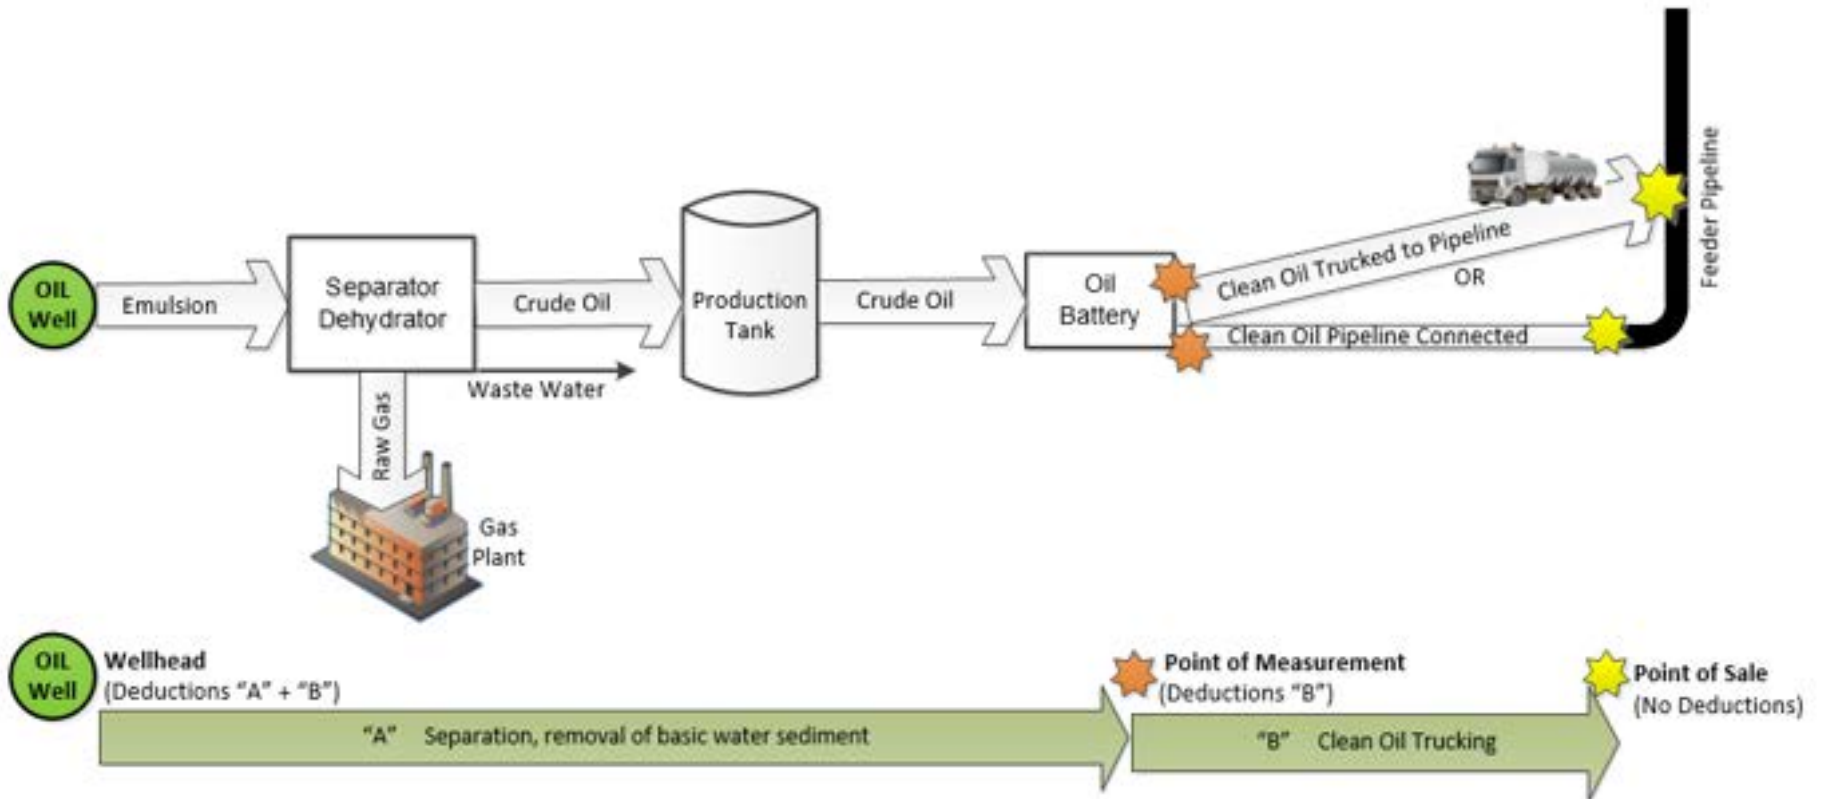 OIL
Well
Emulsion
Separator
Dehydrator
Crude Oil
Production
Tank
Crude Oil
Oil
Battery
Clean Oil Trucked to Pipeline
OR
Clean Oil Pipeline Connected
Feeder Pipeline
Waste Water
Raw Gas
Gas
Plant
OIL
Well
Wellhead
(Deductions "A" + "B")
Point of Measurement
(Deductions "B")
Point of Sale
(No Deductions)
"A" Separation, removal of basic water sediment
"B" Clean Oil Trucking